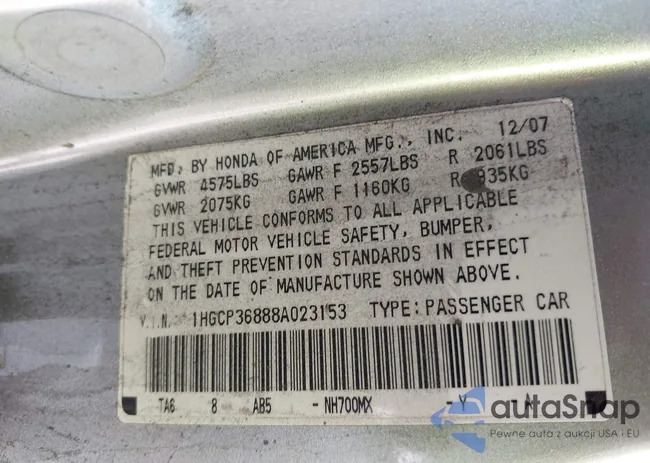 MFD, BY HONDA OF AMERICA MFG., INC. 12/07
GVWR 4575LBS GAWR F 2557LBS R 2061LBS
GVWR 2075KG GAWR F 1160KG R 935KG
THIS VEHICLE CONFORMS TO ALL APPLICABLE
FEDERAL MOTOR VEHICLE SAFETY, BUMPER,
AND THEFT PREVENTION STANDARDS IN EFFECT
ON THE DATE OF MANUFACTURE SHOWN ABOVE.
V.I.N. 1HGCP36888A023153 TYPE: PASSENGER CAR
TA6 8 AB5 -NH700MX -Y -A
autaSnap
Pewne auta z aukcji USA i EU